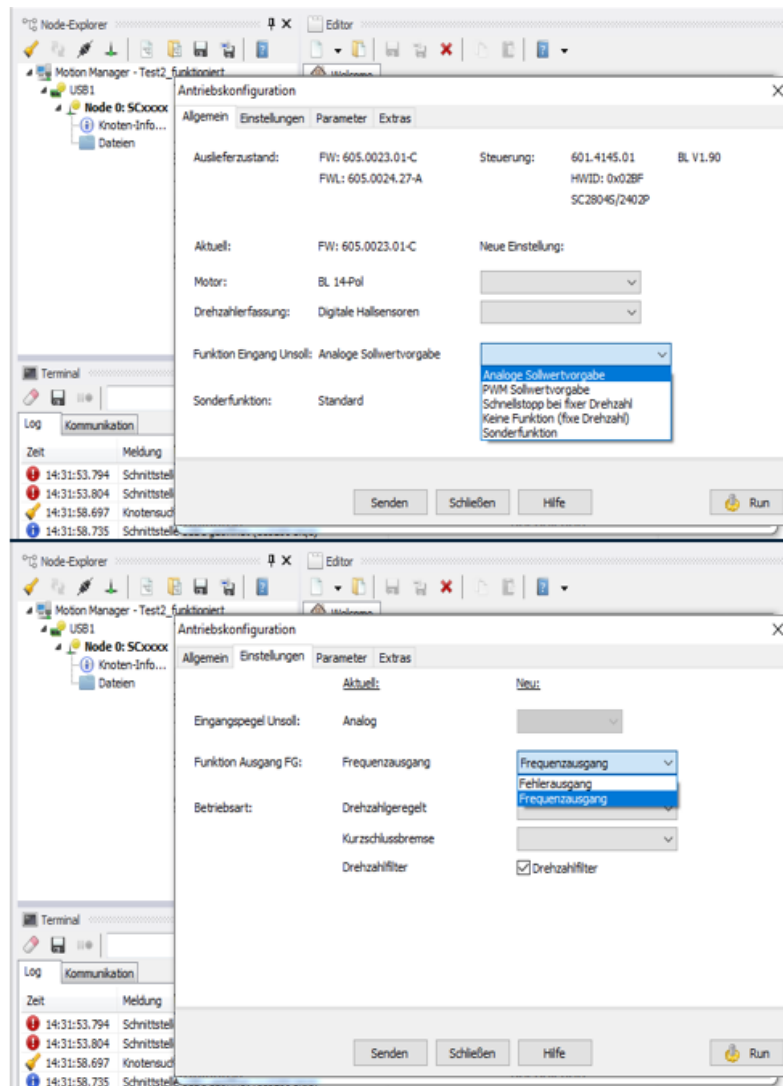 Node-Explorer
Editor
Motion Manager - Test2_funktioniert
Welcome
USB1
Node 0: SCxxxx
Knoten-Info...
Dateien
Antriebskonfiguration
Allgemein Einstellungen Parameter Extras
Auslieferzustand: FW: 605.0023.01-C Steuerung: 601.4145.01 BL V1.90
FWL: 605.0024.27-A HWID: 0x02BF
SC2804S/2402P
Aktuell: FW: 605.0023.01-C Neue Einstellung:
Motor: BL 14-Pol
Drehzahlerfassung: Digitale Hallsensoren
Funktion Eingang Unsoll: Analoge Sollwertvorgabe
Analoge Sollwertvorgabe
PWM Sollwertvorgabe
Schnellstopp bei fixer Drehzahl
Keine Funktion (fixe Drehzahl)
Sonderfunktion
Sonderfunktion: Standard
Senden Schließen Hilfe Run
Terminal
Log Kommunikation
Zeit Meldung
14:31:53.794 Schnittstell
14:31:53.804 Schnittstell
14:31:58.697 Knotensuch
14:31:58.735 Schnittstelle
Node-Explorer
Editor
Motion Manager - Test2_funktioniert
Welcome
USB1
Node 0: SCxxxx
Knoten-Info...
Dateien
Antriebskonfiguration
Allgemein Einstellungen Parameter Extras
Aktuell: Neu:
Eingangspegel Unsoll: Analog
Funktion Ausgang FG: Frequenzausgang Frequenzausgang
Fehlerausgang
Frequenzausgang
Betriebsart: Drehzahlgeregelt
Kurzschlussbremse
Drehzahlfilter Drehzahlfilter
Senden Schließen Hilfe Run
Terminal
Log Kommunikation
Zeit Meldung
14:31:53.794 Schnittstell
14:31:53.804 Schnittstell
14:31:58.697 Knotensuch
14:31:58.735 Schnittstelle